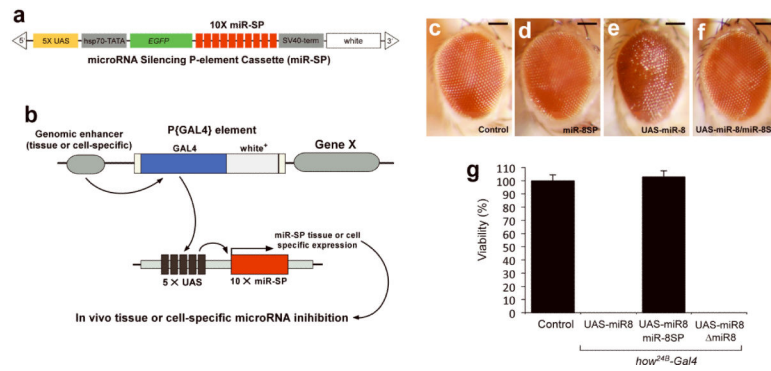 a
10X miR-SP
5'
5X UAS
hsp70-TATA
EGFP
SV40-term
white
3'
microRNA Silencing P-element Cassette (miR-SP)
b
Genomic enhancer
(tissue or cell-specific)
P{GAL4} element
GAL4
white+
Gene X
miR-SP tissue or cell
specific expression
5 X UAS
10 X miR-SP
In vivo tissue or cell-specific microRNA inihibition
c
Control
d
miR-8SP
e
UAS-miR-8
f
UAS-miR-8/miR-8S
g
Viability (%)
110
100
90
80
70
60
50
40
30
20
10
0
Control
UAS-miR8
UAS-miR8
miR-8SP
UAS-miR8
ΔmiR8
how24B-Gal4